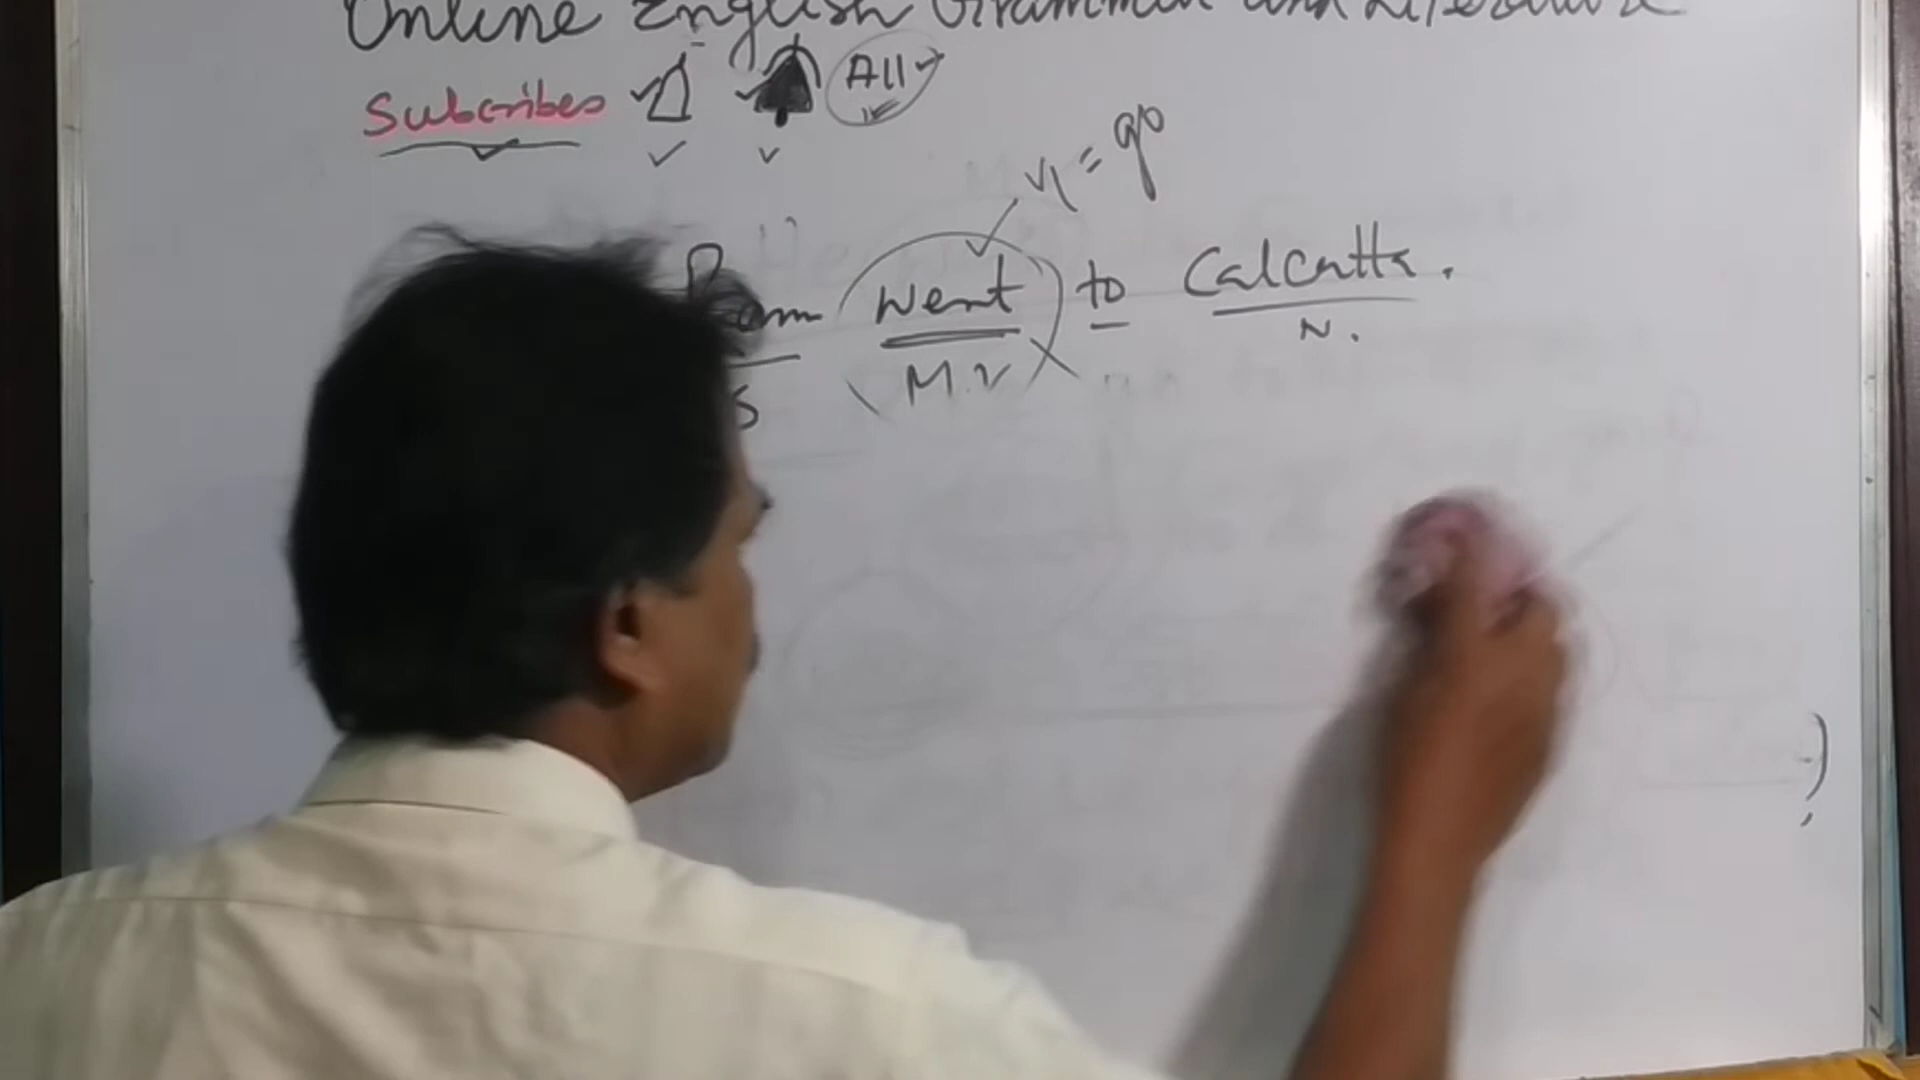 Online English Grammar and Literature
Subscribes All
V1 = go
Ram went to Calcutta.
S M.V N.